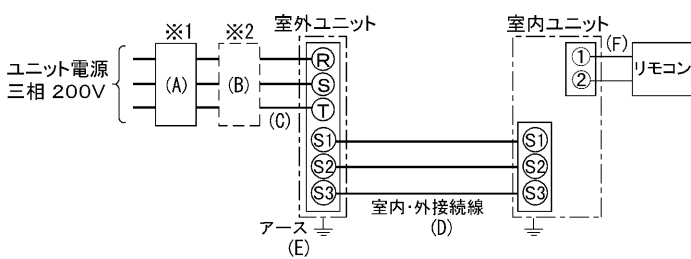 ※1
※2
室外ユニット
室内ユニット
ユニット電源
三相 200V
(A)
(B)
(C)
R
S
T
S1
S2
S3
S1
S2
S3
①
②
(F)
リモコン
室内・外接続線
(D)
アース
(E)